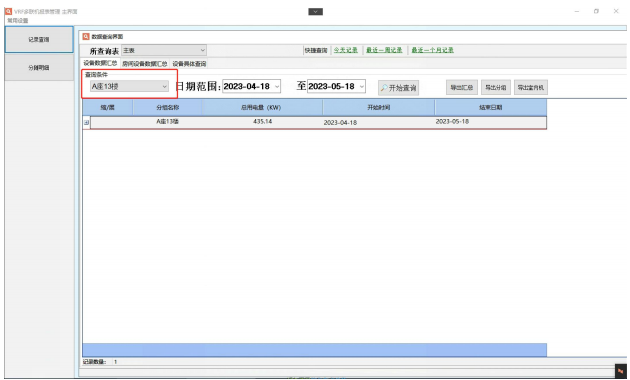 VRF多联机报表管理 主界面
常用设置
记录查询
分摊明细
数据查询界面
所查询表 主表 快捷查询 今天记录 最近一周记录 最近一个月记录
设备数据汇总 房间设备数据汇总 设备具体查询
查询条件
A座13楼 日期范围: 2023-04-18 至 2023-05-18 开始查询 导出汇总 导出分组 导出室内机
缩/展 分组名称 总用电量 (KW) 开始时间 结束日期
A座13楼 435.14 2023-04-18 2023-05-18
记录数量: 1